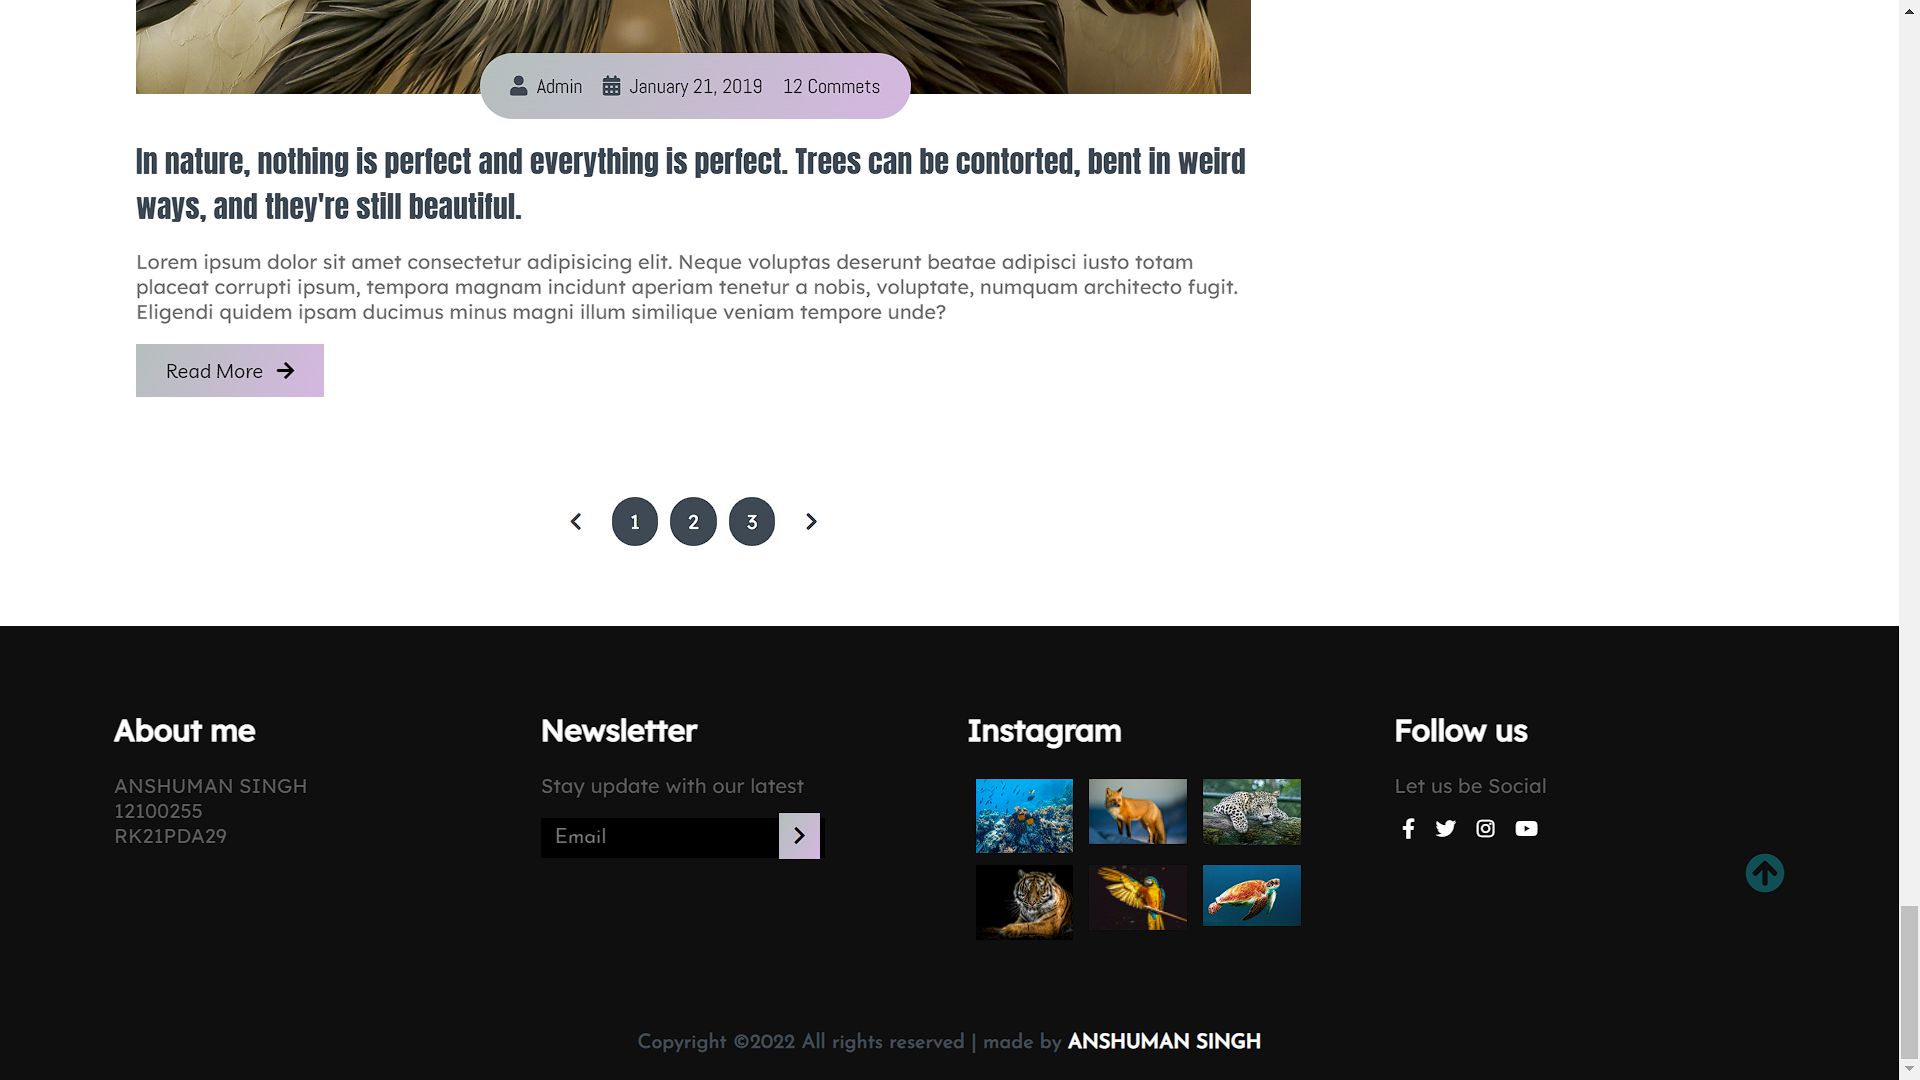 Admin January 21, 2019 12 Commets
In nature, nothing is perfect and everything is perfect. Trees can be contorted, bent in weird
ways, and they're still beautiful.
Lorem ipsum dolor sit amet consectetur adipisicing elit. Neque voluptas deserunt beatae adipisci iusto totam
placeat corrupti ipsum, tempora magnam incidunt aperiam tenetur a nobis, voluptate, numquam architecto fugit.
Eligendi quidem ipsam ducimus minus magni illum similique veniam tempore unde?
Read More
1 2 3
About me
ANSHUMAN SINGH
12100255
RK21PDA29
Newsletter
Stay update with our latest
Email
Instagram
Follow us
Let us be Social
Copyright ©2022 All rights reserved | made by ANSHUMAN SINGH